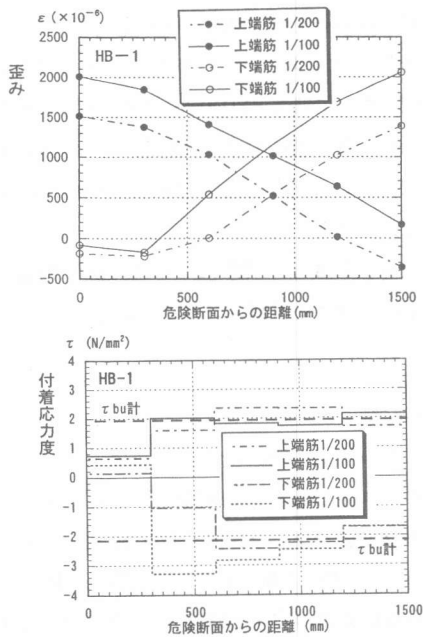 ε (×10⁻⁶)
HB－1
上端筋 1/200
上端筋 1/100
下端筋 1/200
下端筋 1/100
歪み
2500
2000
1500
1000
500
0
-500
0 500 1000 1500
危険断面からの距離(mm)
τ (N/mm²)
HB-1
τbu計
上端筋1/200
上端筋1/100
下端筋1/200
下端筋1/100
τbu計
付着応力度
4
3
2
1
0
-1
-2
-3
-4
0 500 1000 1500
危険断面からの距離 (mm)